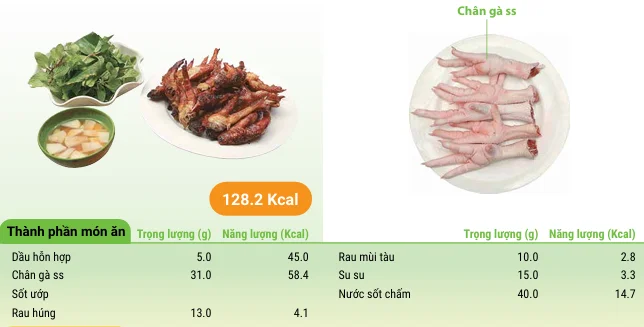 Chân gà ss
128.2 Kcal
Thành phần món ăn Trọng lượng (g) Năng lượng (Kcal) Trọng lượng (g) Năng lượng (Kcal)
Dầu hỗn hợp 5.0 45.0 Rau mùi tàu 10.0 2.8
Chân gà ss 31.0 58.4 Su su 15.0 3.3
Sốt ướp Nước sốt chấm 40.0 14.7
Rau húng 13.0 4.1